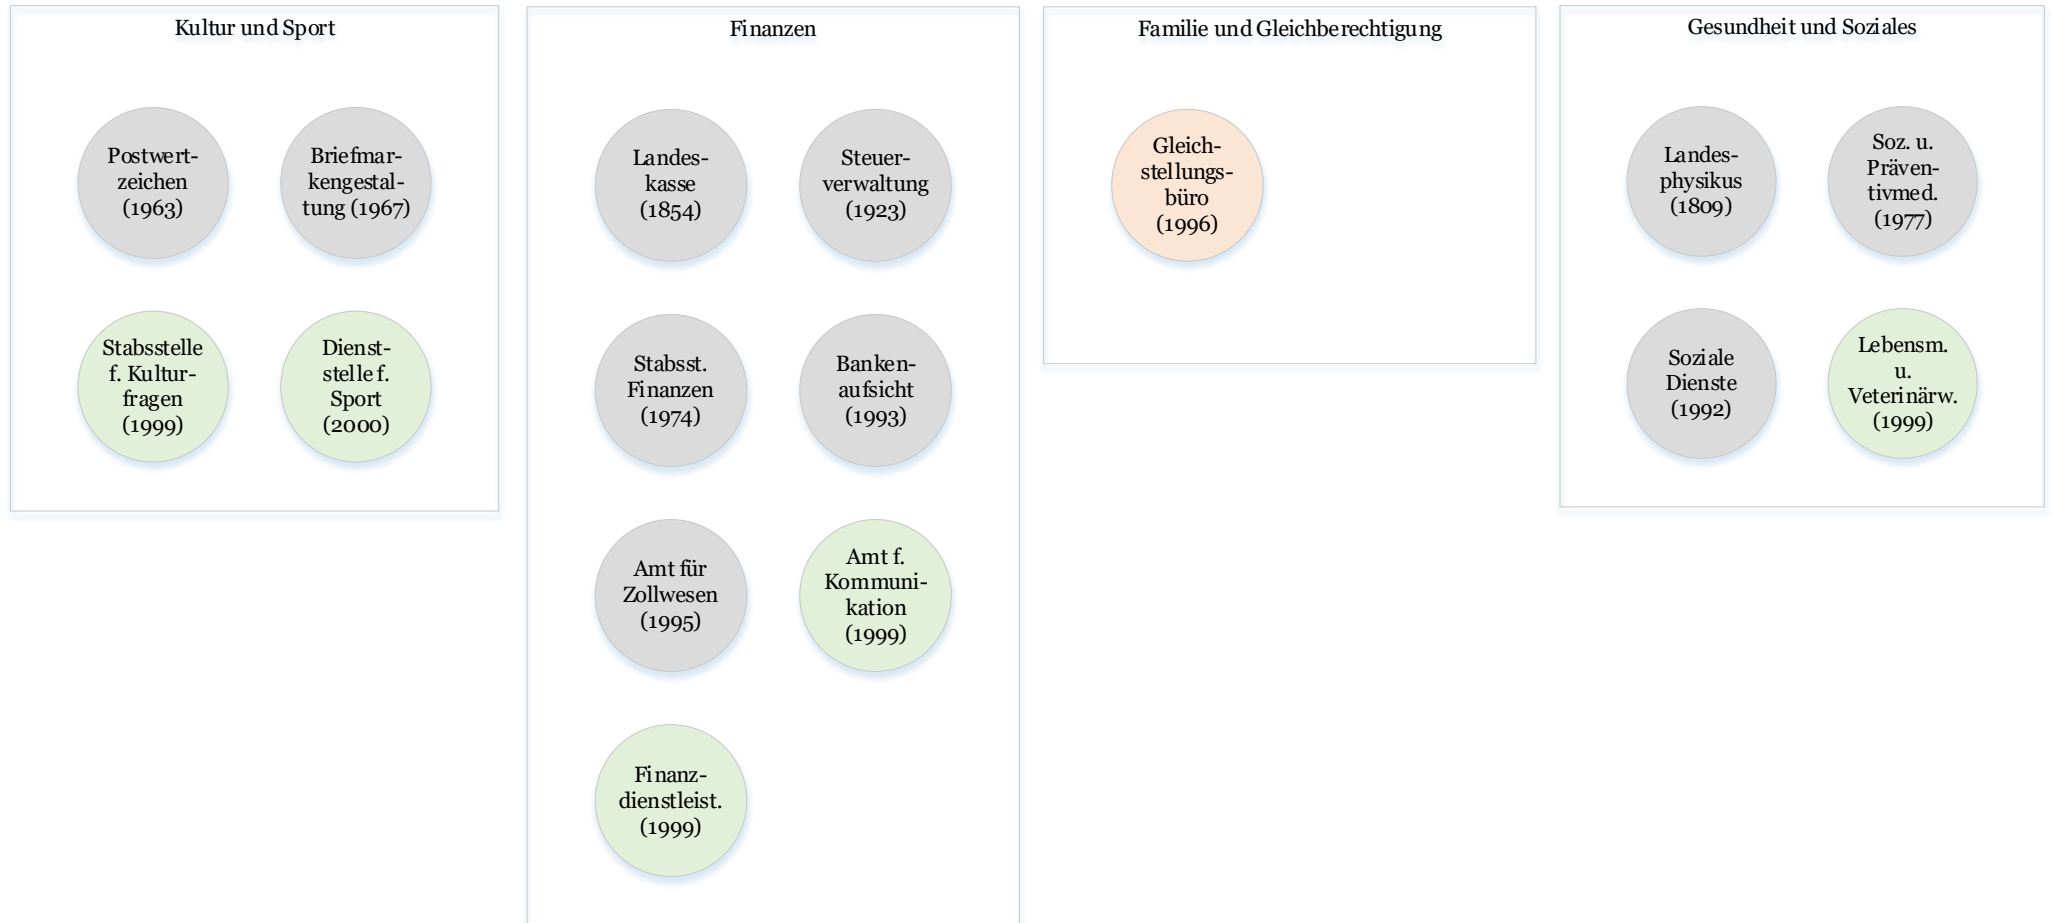 Kultur und Sport
Postwert-
zeichen
(1963)
Briefmar-
kengestal-
tung (1967)
Stabsstelle
f. Kultur-
fragen
(1999)
Dienst-
stelle f.
Sport
(2000)
Finanzen
Landes-
kasse
(1854)
Steuer-
verwaltung
(1923)
Stabsst.
Finanzen
(1974)
Banken-
aufsicht
(1993)
Amt für
Zollwesen
(1995)
Amt f.
Kommuni-
kation
(1999)
Finanz-
dienstleist.
(1999)
Familie und Gleichberechtigung
Gleich-
stellungs-
büro
(1996)
Gesundheit und Soziales
Landes-
physikus
(1809)
Soz. u.
Präven-
tivmed.
(1977)
Soziale
Dienste
(1992)
Lebensm.
u.
Veterinärw.
(1999)